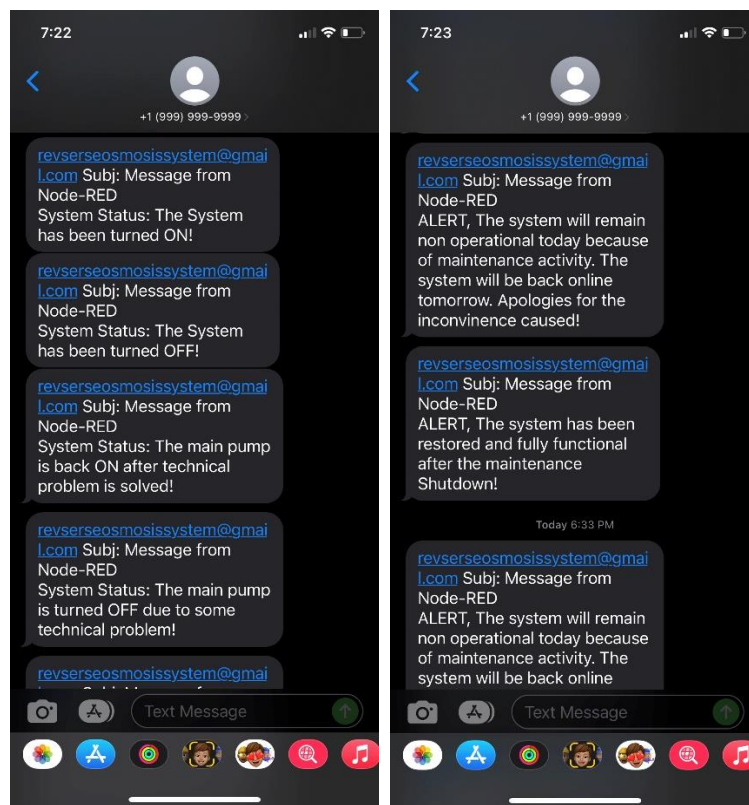 7:22
+1 (999) 999-9999
revserseosmosissystem@gmai
l.com Subj: Message from
Node-RED
System Status: The System
has been turned ON!
revserseosmosissystem@gmai
l.com Subj: Message from
Node-RED
System Status: The System
has been turned OFF!
revserseosmosissystem@gmai
l.com Subj: Message from
Node-RED
System Status: The main pump
is back ON after technical
problem is solved!
revserseosmosissystem@gmai
l.com Subj: Message from
Node-RED
System Status: The main pump
is turned OFF due to some
technical problem!
revserseosmosissystem@gmai
Text Message
7:23
+1 (999) 999-9999
revserseosmosissystem@gmai
l.com Subj: Message from
Node-RED
ALERT, The system will remain
non operational today because
of maintenance activity. The
system will be back online
tomorrow. Apologies for the
inconvinence caused!
revserseosmosissystem@gmai
l.com Subj: Message from
Node-RED
ALERT, The system has been
restored and fully functional
after the maintenance
Shutdown!
Today 6:33 PM
revserseosmosissystem@gmai
l.com Subj: Message from
Node-RED
ALERT, The system will remain
non operational today because
of maintenance activity. The
system will be back online
Text Message